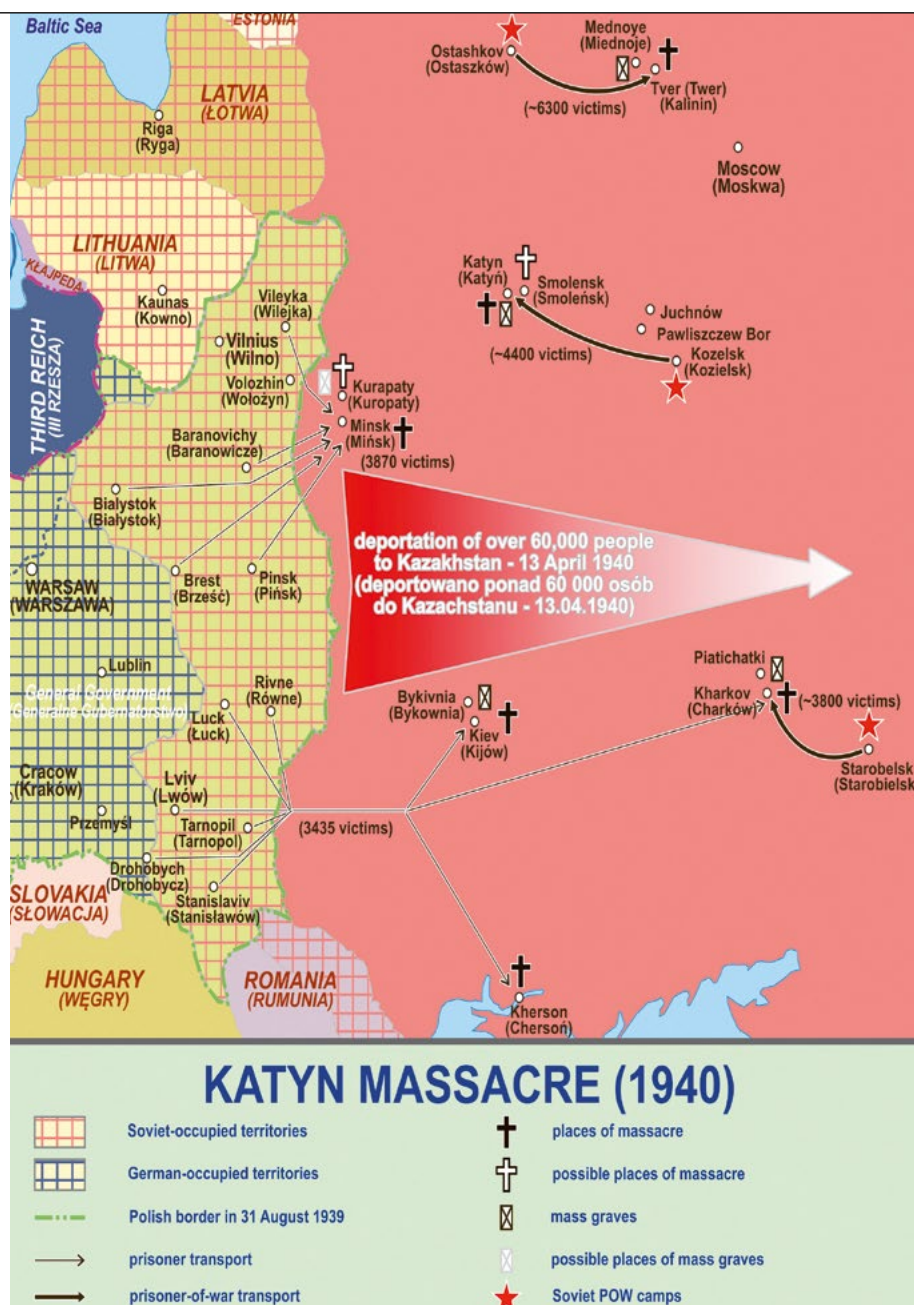 Baltic Sea
ESTONIA
Ostashkov
(Ostaszków)
Mednoye
(Miednoje)
Tver (Twer)
(Kalinin)
(~6300 victims)
LATVIA
(ŁOTWA)
Riga
(Ryga)
Moscow
(Moskwa)
LITHUANIA
(LITWA)
KŁAJPEDA
Kaunas
(Kowno)
Vileyka
(Wilejka)
Vilnius
(Wilno)
Volozhin
(Wołożyn)
Katyn
(Katyń)
Smolensk
(Smoleńsk)
Juchnów
Pawliszczew Bor
Kozelsk
(Kozielsk)
(~4400 victims)
THIRD REICH
(III RZESZA)
Kurapaty
(Kuropaty)
Minsk
(Mińsk)
(3870 victims)
Baranovichy
(Baranowicze)
Bialystok
(Białystok)
deportation of over 60,000 people
to Kazakhstan - 13 April 1940
(deportowano ponad 60 000 osób
do Kazachstanu - 13.04.1940)
WARSAW
(WARSZAWA)
Brest
(Brześć)
Pinsk
(Pińsk)
Lublin
General Government
(Generalne Gubernatorstwo)
Rivne
(Równe)
Luck
(Łuck)
Bykivnia
(Bykownia)
Kiev
(Kijów)
Piatichatki
Kharkov
(Charków)
(~3800 victims)
Starobelsk
(Starobielsk)
Cracow
(Kraków)
Przemyśl
Lviv
(Lwów)
Tarnopil
(Tarnopol)
(3435 victims)
Drohobych
(Drohobycz)
Stanislaviv
(Stanisławów)
SLOVAKIA
(SŁOWACJA)
HUNGARY
(WĘGRY)
ROMANIA
(RUMUNIA)
Kherson
(Chersoń)
KATYN MASSACRE (1940)
Soviet-occupied territories
German-occupied territories
Polish border in 31 August 1939
prisoner transport
prisoner-of-war transport
places of massacre
possible places of massacre
mass graves
possible places of mass graves
Soviet POW camps